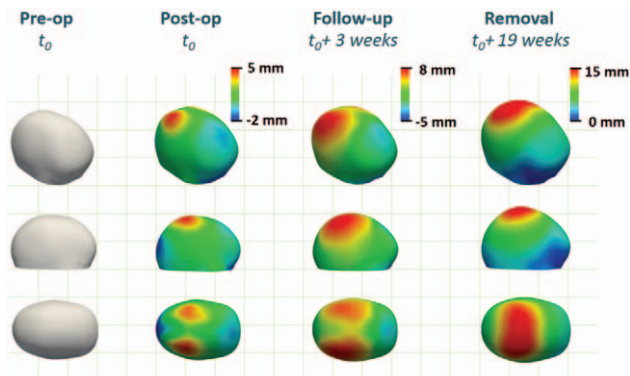 Pre-op
t0
Post-op
t0
Follow-up
t0+ 3 weeks
Removal
t0+ 19 weeks
5 mm
-2 mm
8 mm
-5 mm
15 mm
0 mm